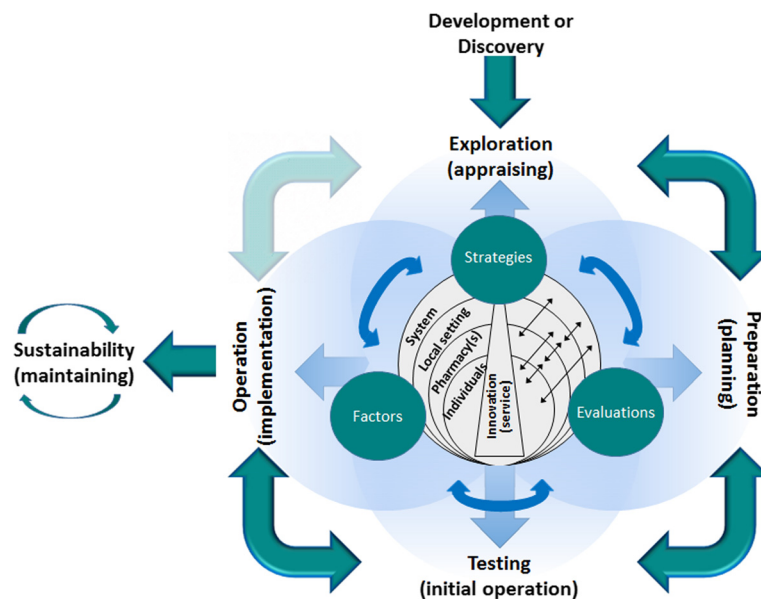 Development or
Discovery
Exploration
(appraising)
Strategies
System
Local setting
Pharmacy(s)
Individuals
Innovation
(service)
Factors
Evaluations
Operation
(implementation)
Preparation
(planning)
Sustainability
(maintaining)
Testing
(initial operation)